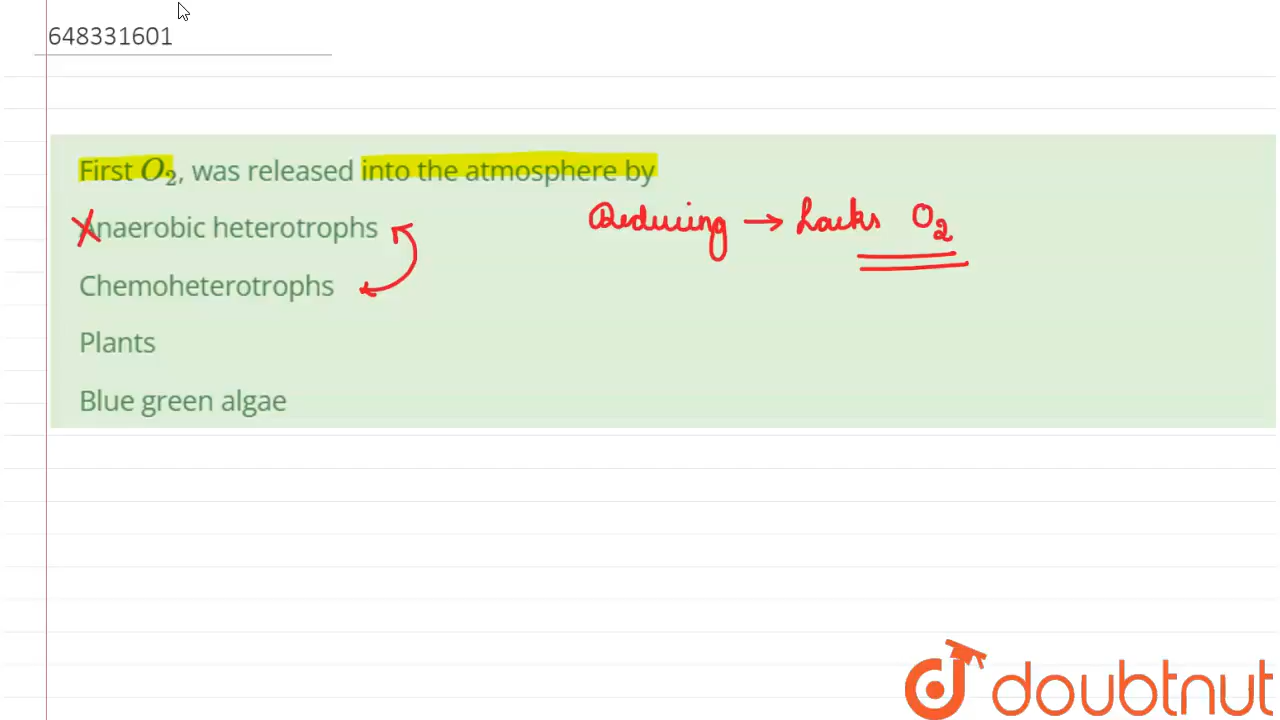 648331601
First O₂, was released into the atmosphere by
Anaerobic heterotrophs
Reducing → Lacks O₂
Chemoheterotrophs
Plants
Blue green algae
doubtnut